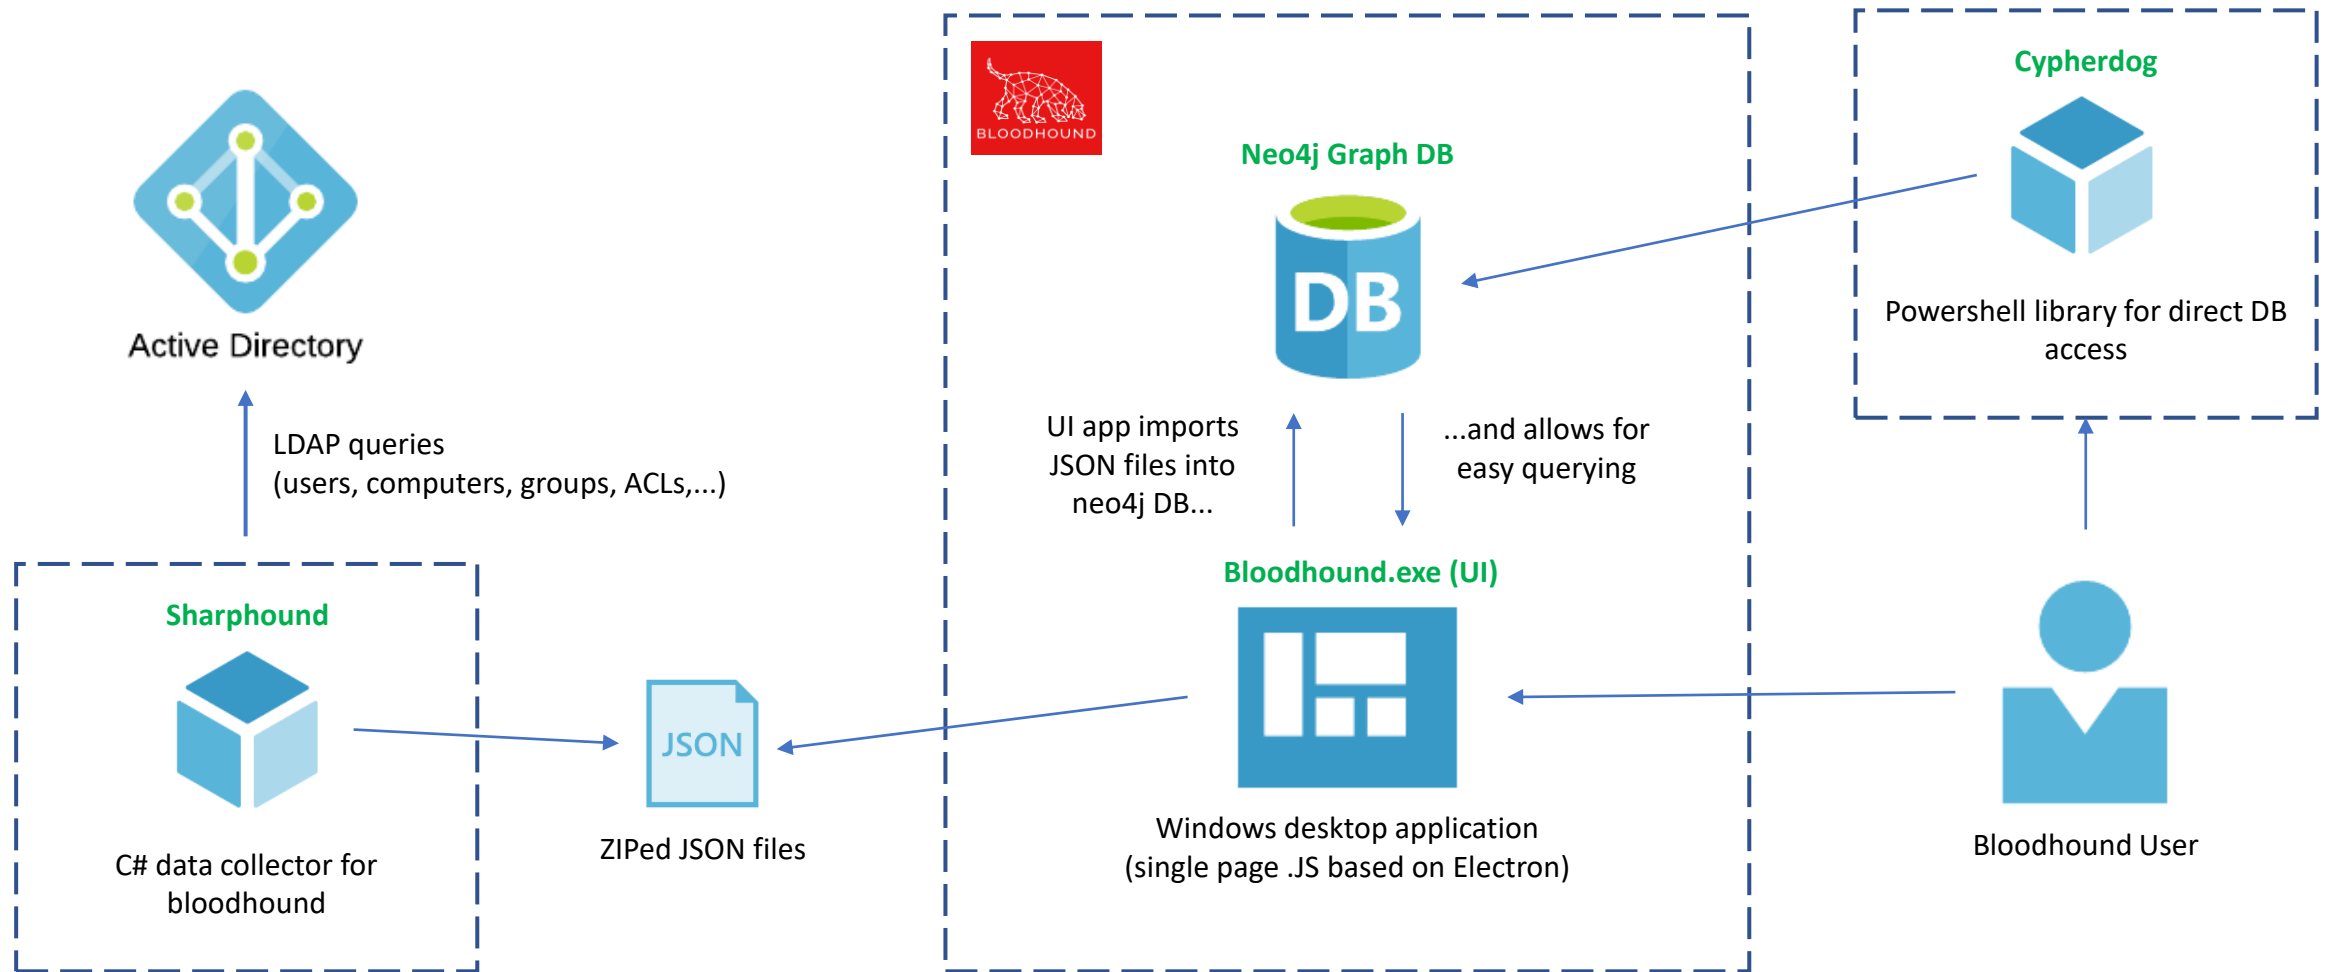 Active Directory
LDAP queries
(users, computers, groups, ACLs,...)
Sharphound
C# data collector for
bloodhound
JSON
ZIPed JSON files
BLOODHOUND
Neo4j Graph DB
DB
UI app imports
JSON files into
neo4j DB...
...and allows for
easy querying
Bloodhound.exe (UI)
Windows desktop application
(single page .JS based on Electron)
Cypherdog
Powershell library for direct DB
access
Bloodhound User